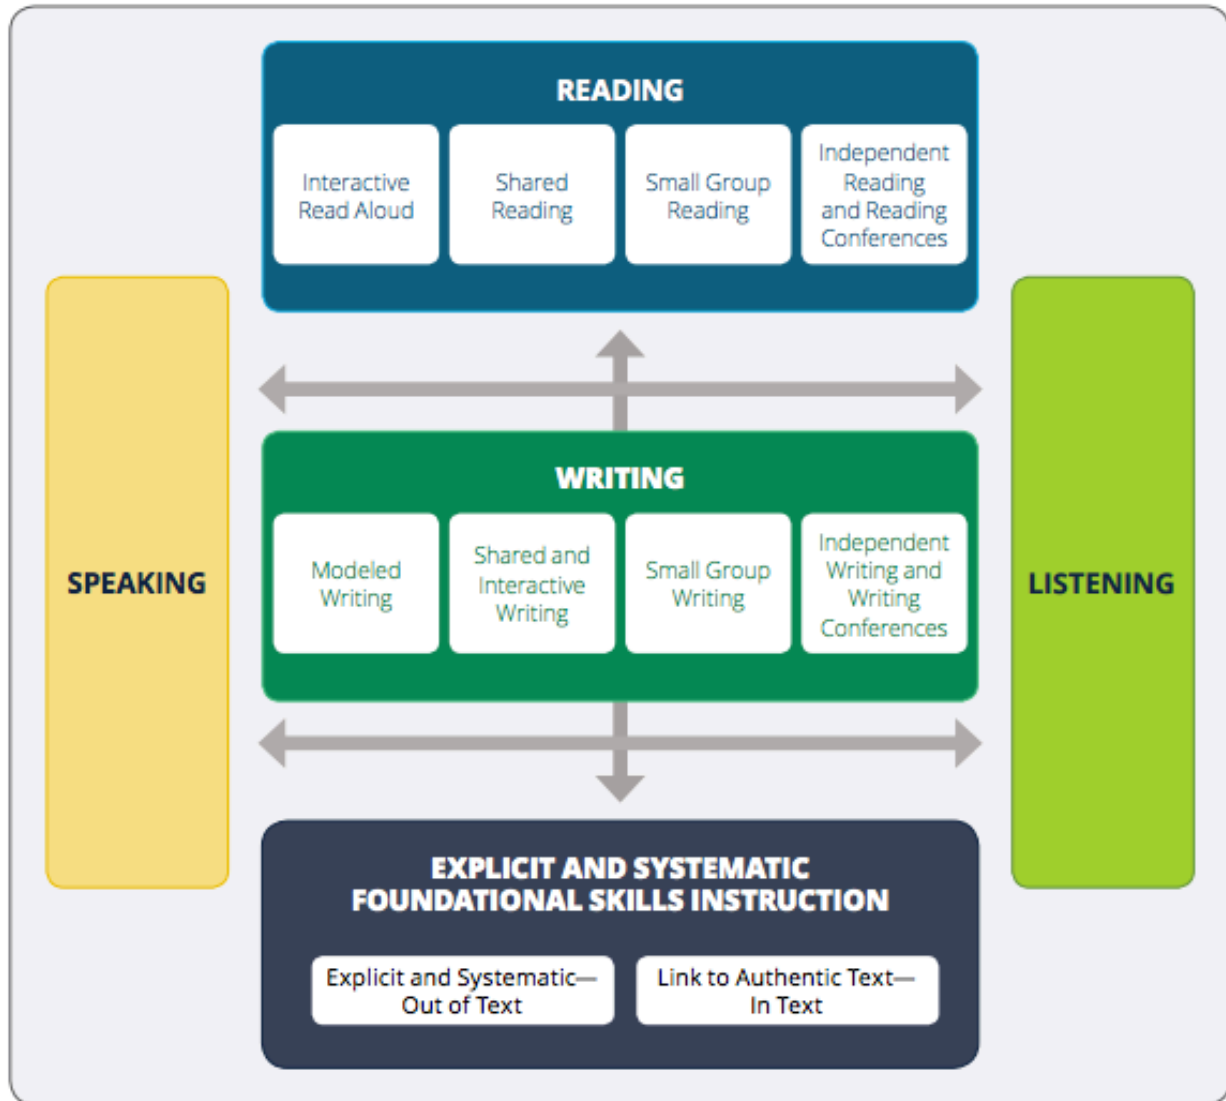 READING
Interactive
Read Aloud
Shared
Reading
Small Group
Reading
Independent
Reading
and Reading
Conferences
SPEAKING
WRITING
Modeled
Writing
Shared and
Interactive
Writing
Small Group
Writing
Independent
Writing and
Writing
Conferences
LISTENING
EXPLICIT AND SYSTEMATIC
FOUNDATIONAL SKILLS INSTRUCTION
Explicit and Systematic—
Out of Text
Link to Authentic Text—
In Text